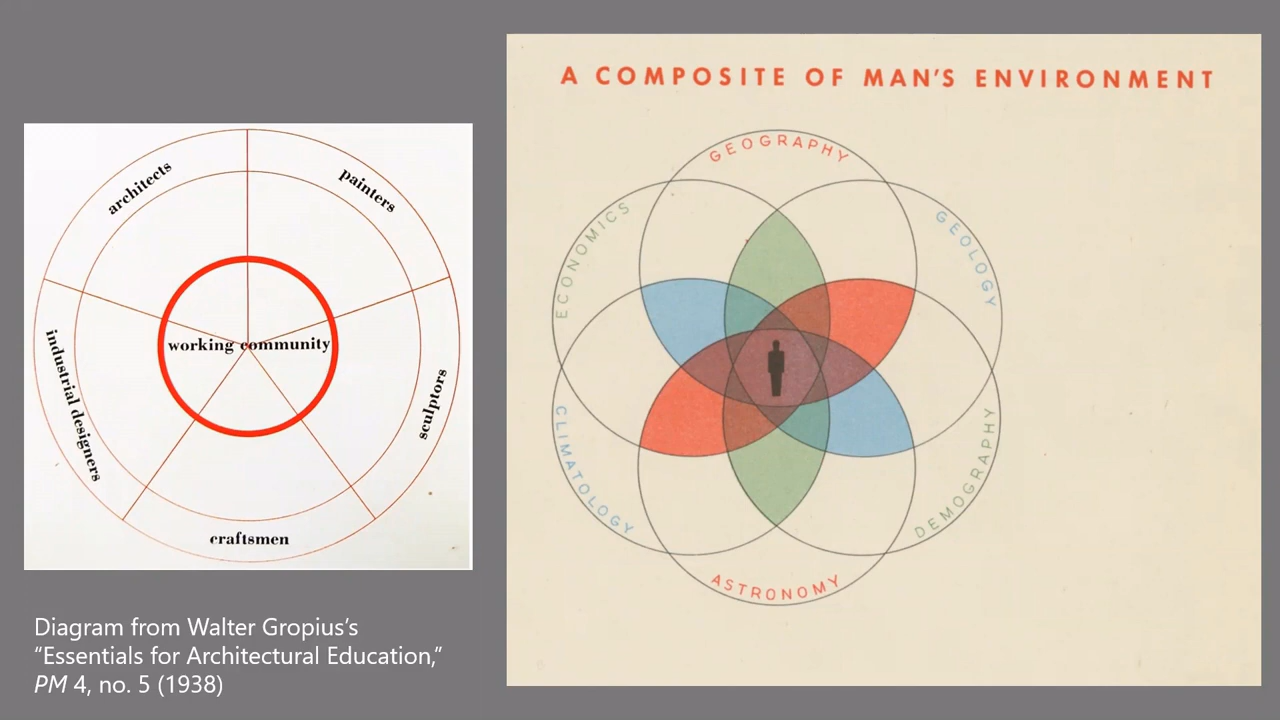 architects
painters
working community
industrial designers
sculptors
craftsmen
Diagram from Walter Gropius’s
“Essentials for Architectural Education,”
PM 4, no. 5 (1938)
A COMPOSITE OF MAN'S ENVIRONMENT
GEOGRAPHY
ECONOMICS
GEOLOGY
CLIMATOLOGY
DEMOGRAPHY
ASTRONOMY